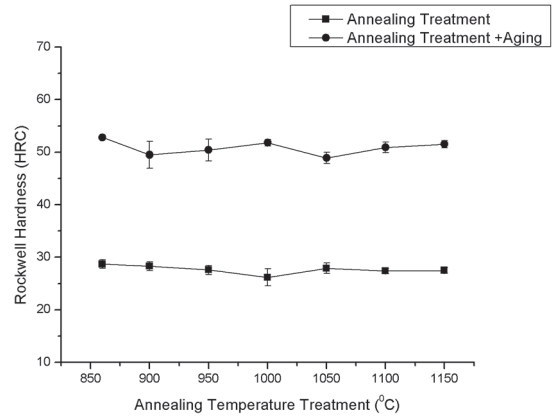 Annealing Treatment
Annealing Treatment +Aging
70
60
50
40
30
20
10
Rockwell Hardness (HRC)
850 900 950 1000 1050 1100 1150
Annealing Temperature Treatment (⁰C)